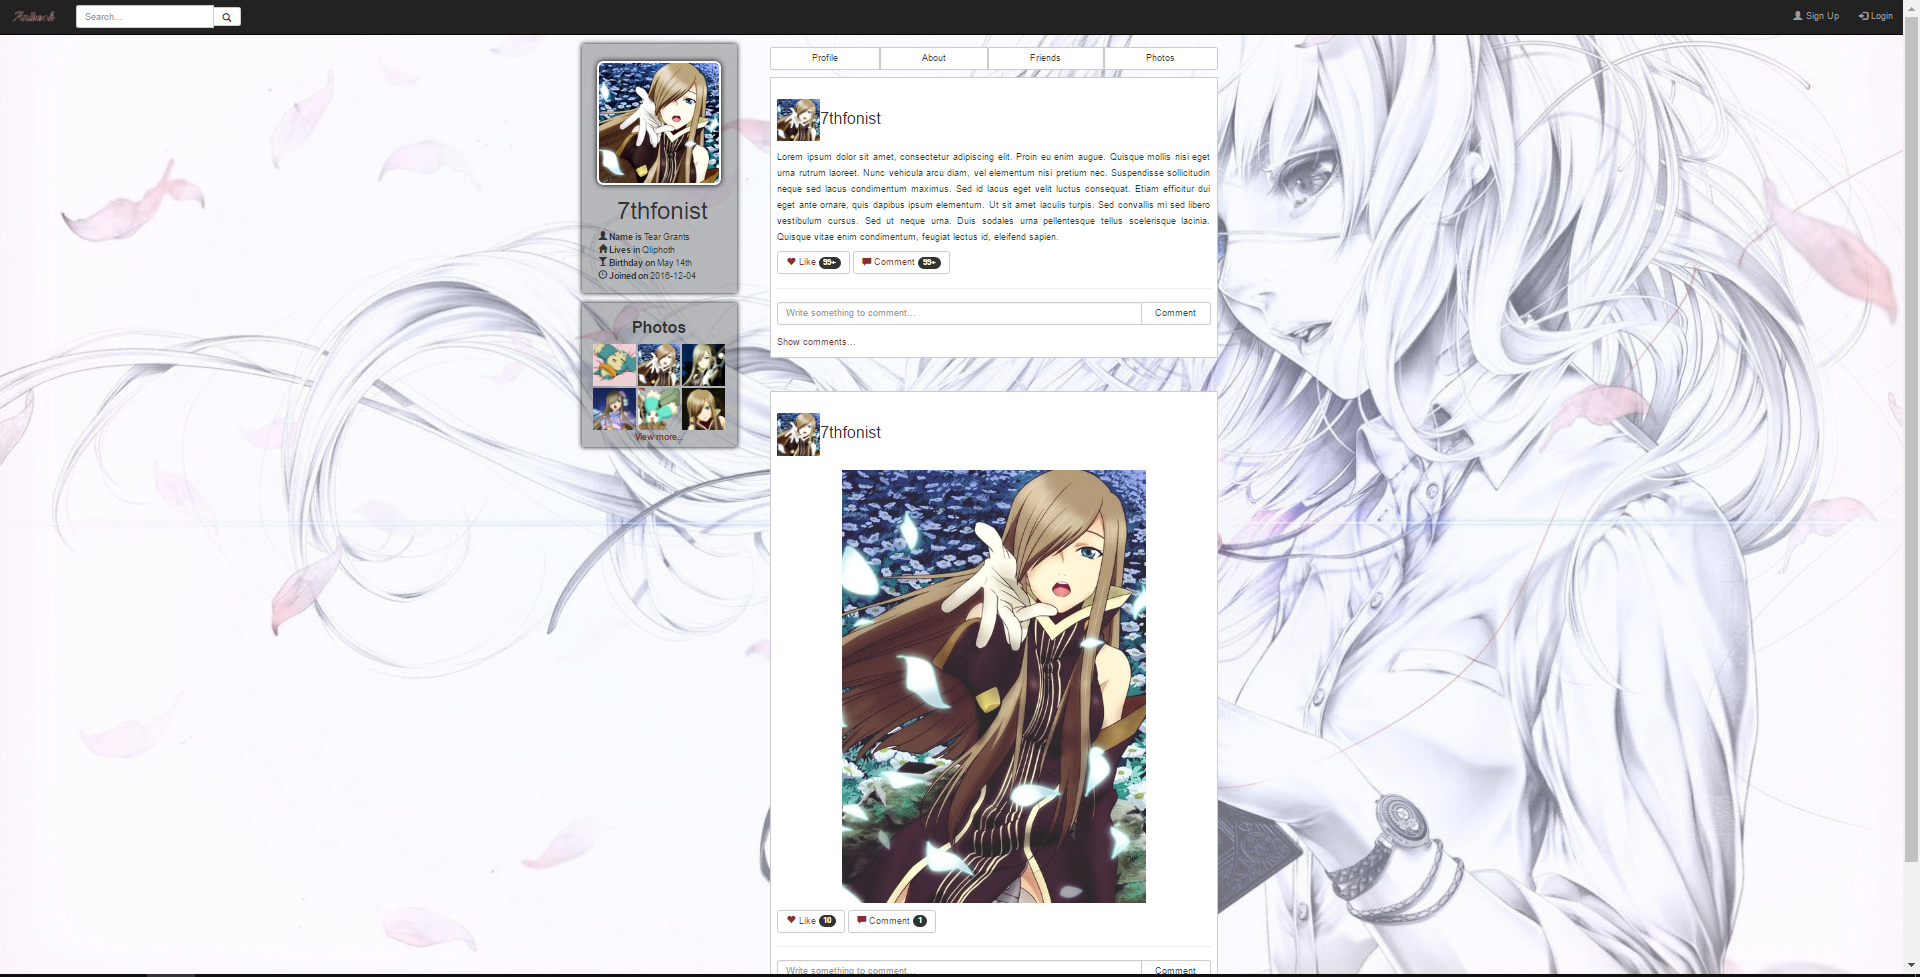 Search...
Sign Up
Login
7thfonist
Name is Tear Grants
Lives in Qliphoth
Birthday on May 14th
Joined on 2016-12-04
Photos
View more...
Profile
About
Friends
Photos
7thfonist
Lorem ipsum dolor sit amet, consectetur adipiscing elit. Proin eu enim augue. Quisque mollis nisi eget
urna rutrum laoreet. Nunc vehicula arcu diam, vel elementum nisi pretium nec. Suspendisse sollicitudin
neque sed lacus condimentum maximus. Sed id lacus eget velit luctus consequat. Etiam efficitur dui
eget ante ornare, quis dapibus ipsum elementum. Ut sit amet iaculis turpis. Sed convallis mi sed libero
vestibulum cursus. Sed ut neque urna. Duis sodales urna pellentesque tellus scelerisque lacinia.
Quisque vitae enim condimentum, feugiat lectus id, eleifend sapien.
Like 99+
Comment 99+
Write something to comment...
Comment
Show comments...
7thfonist
Like 10
Comment 1
Write something to comment...
Comment